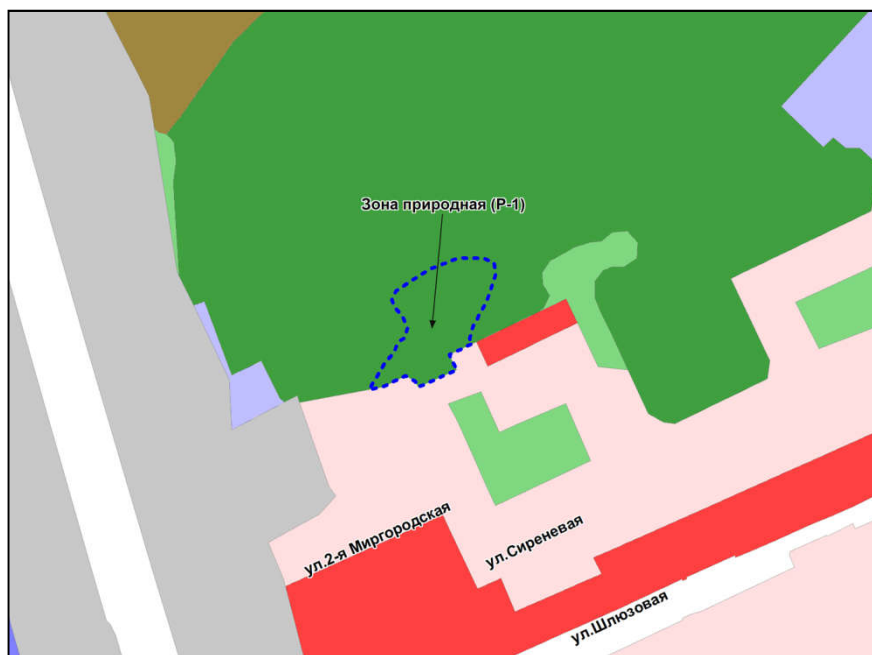 Зона природная (Р-1)
ул.2-я Миргородская
ул.Сиреневая
ул.Шлюзовая